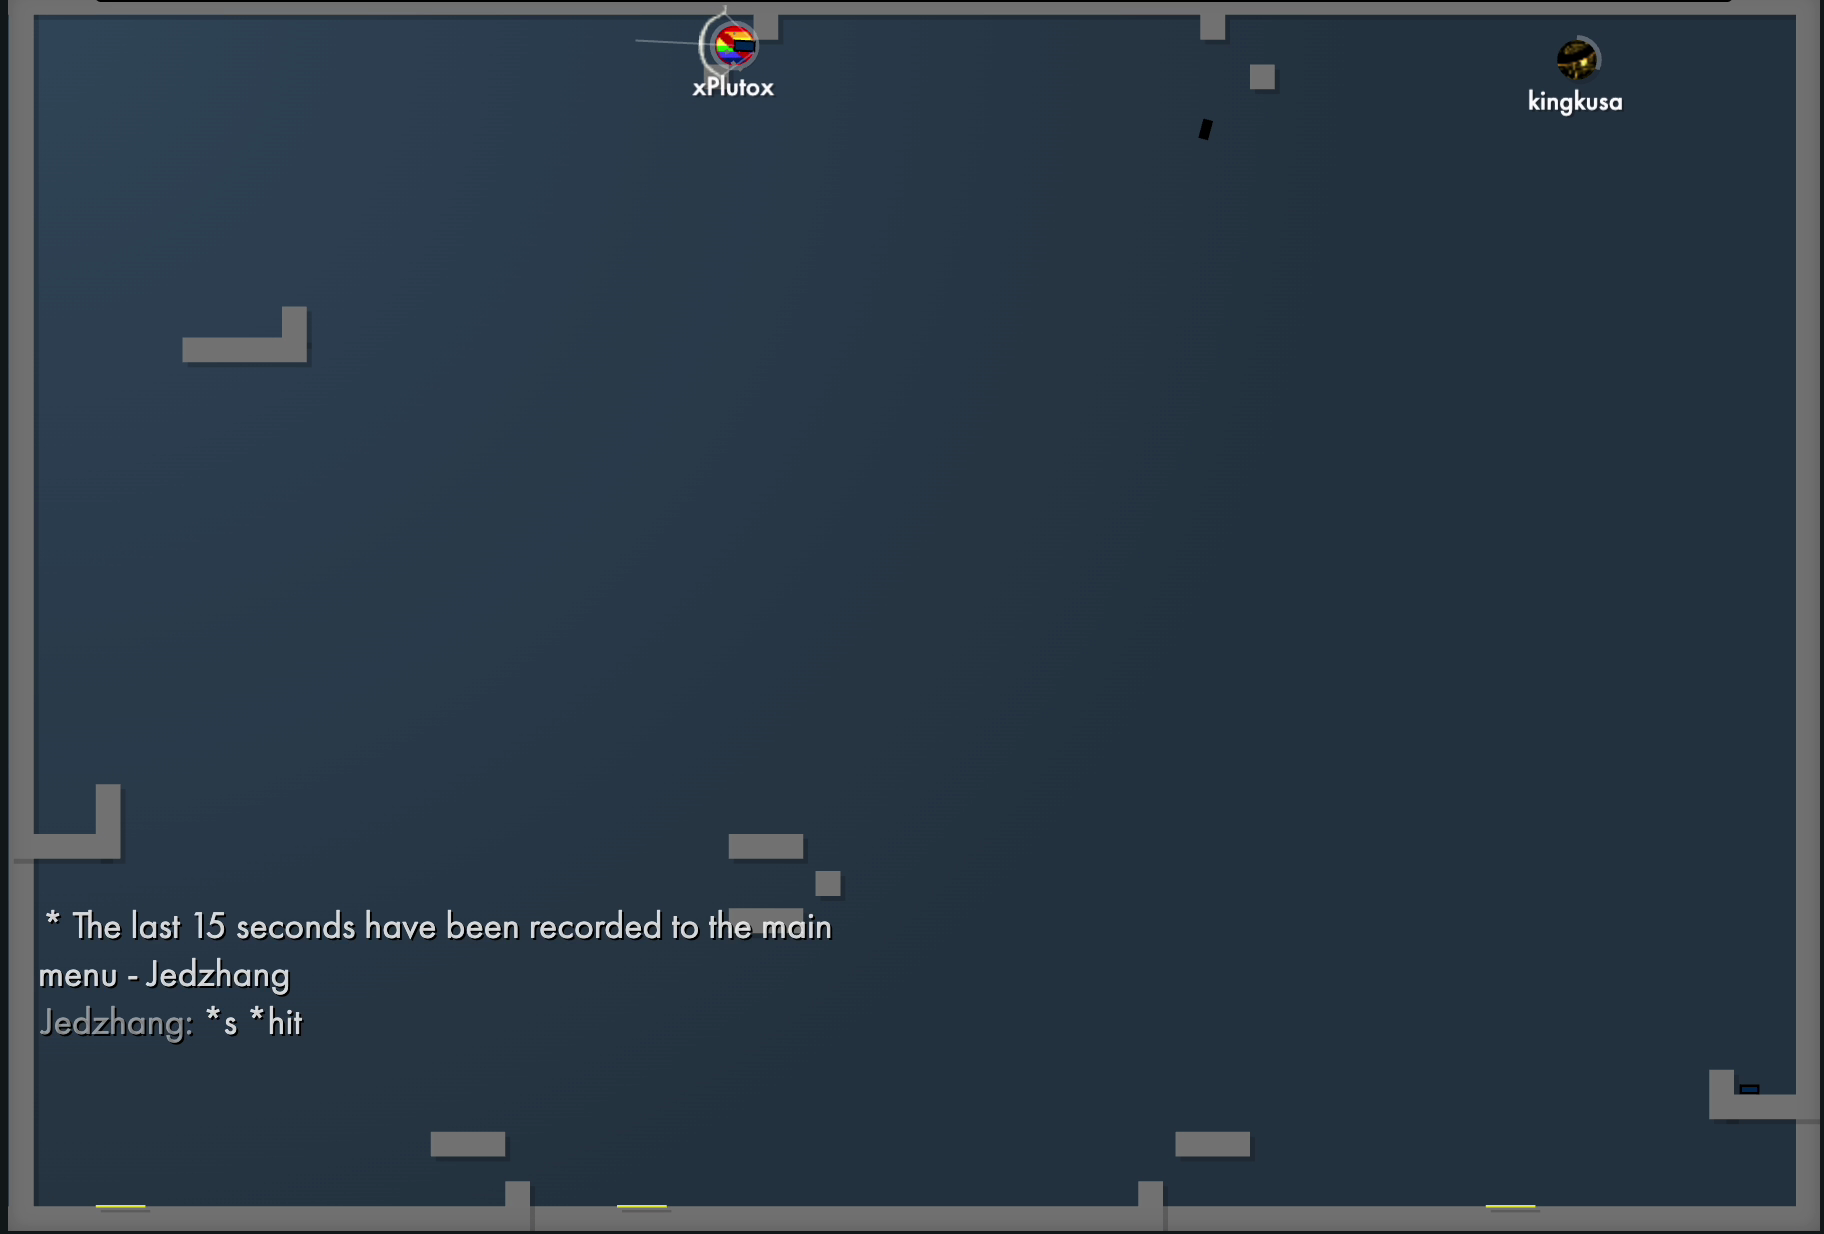 xPlutox
kingkusa
* The last 15 seconds have been recorded to the main
menu - Jedzhang
Jedzhang: *s *hit